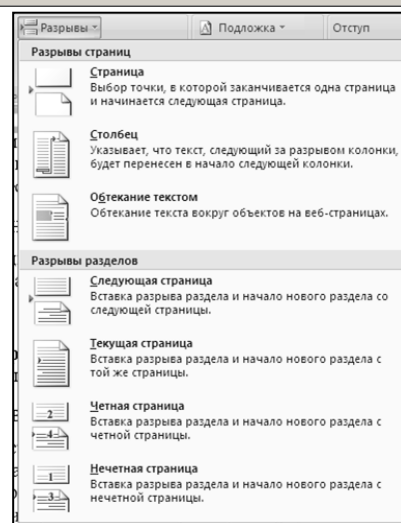 Разрывы
Подложка
Отступ
Разрывы страниц
Страница
Выбор точки, в которой заканчивается одна страница
и начинается следующая страница.
Столбец
Указывает, что текст, следующий за разрывом колонки,
будет перенесен в начало следующей колонки.
Обтекание текстом
Обтекание текста вокруг объектов на веб-страницах.
Разрывы разделов
Следующая страница
Вставка разрыва раздела и начало нового раздела со
следующей страницы.
Текущая страница
Вставка разрыва раздела и начало нового раздела с
той же страницы.
2
4
Четная страница
Вставка разрыва раздела и начало нового раздела с
четной страницы.
1
3
Нечетная страница
Вставка разрыва раздела и начало нового раздела с
нечетной страницы.